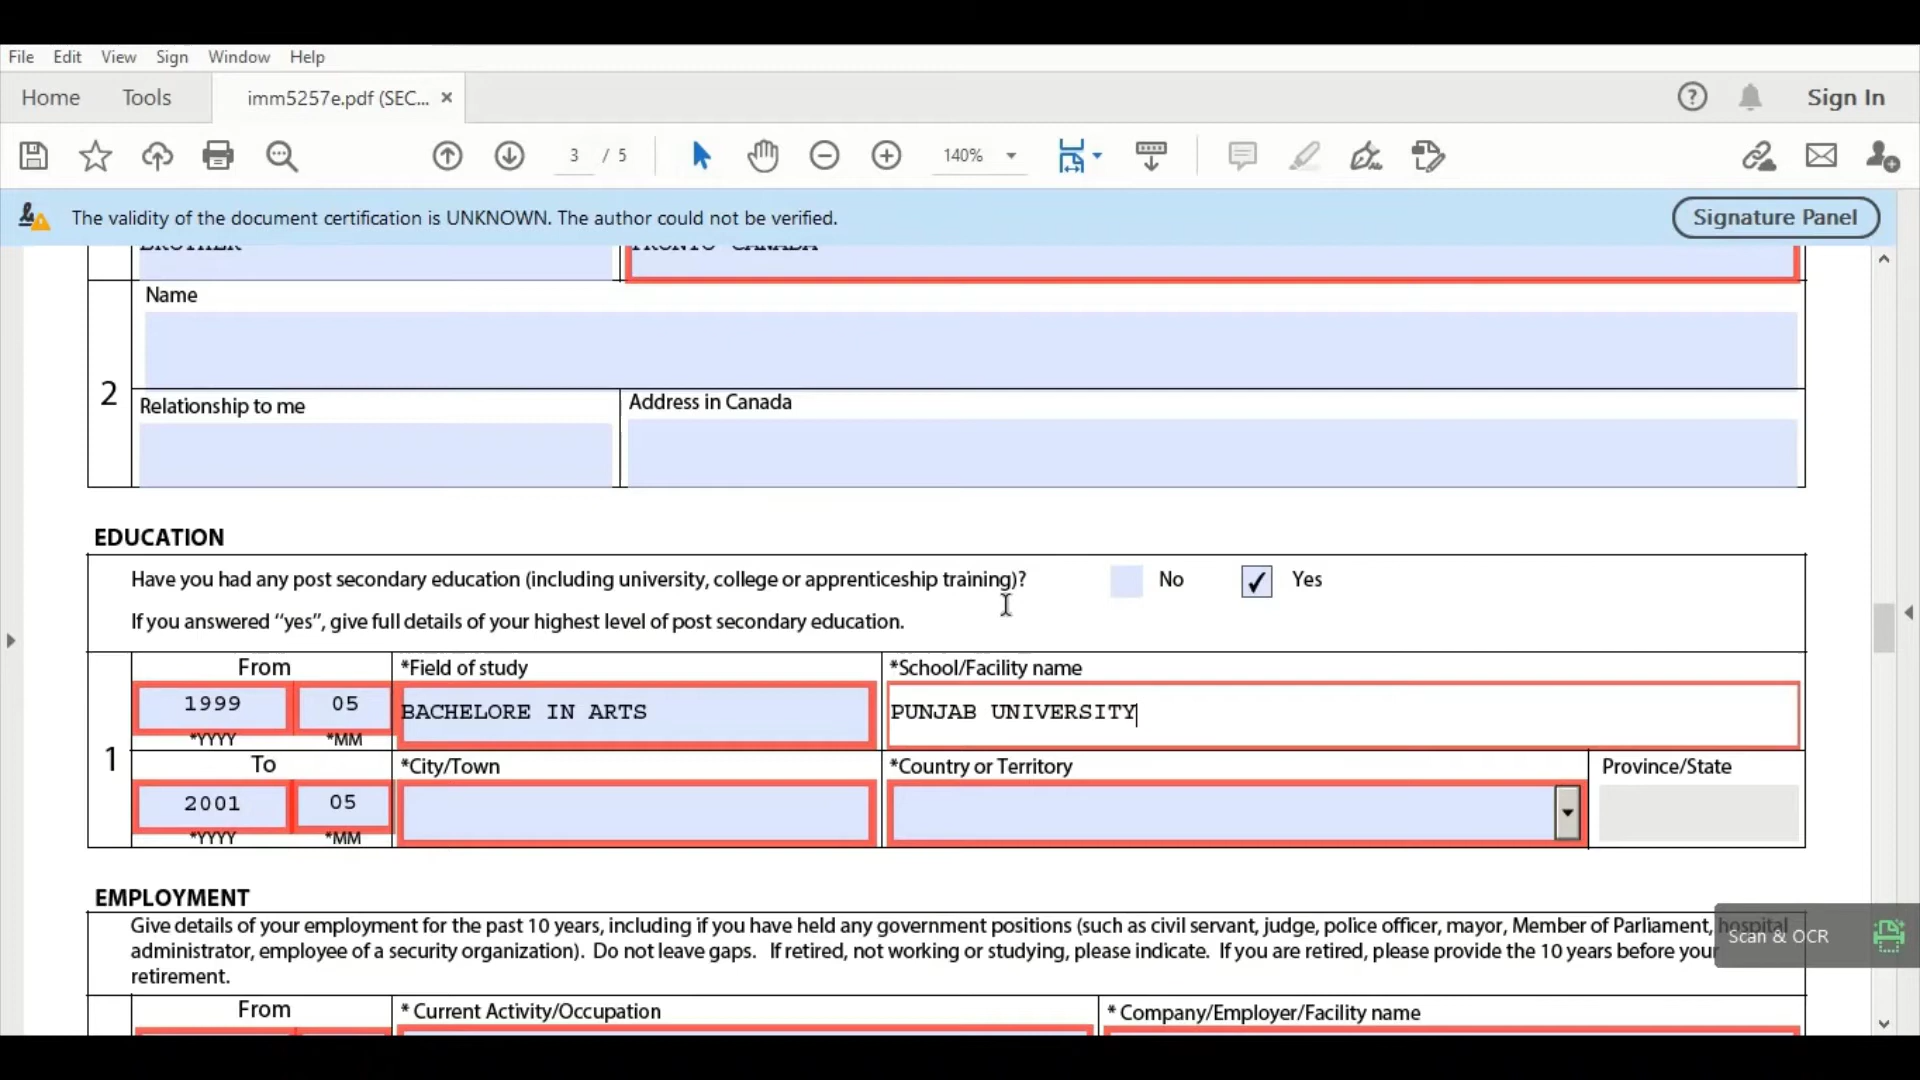 File Edit View Sign Window Help
Home Tools imm5257e.pdf (SEC... × Sign In
3 / 5 140%
The validity of the document certification is UNKNOWN. The author could not be verified. Signature Panel
BROTHER TRONTO CANADA
Name
2
Relationship to me Address in Canada
EDUCATION
Have you had any post secondary education (including university, college or apprenticeship training)? No ✓ Yes
If you answered "yes", give full details of your highest level of post secondary education.
From *Field of study *School/Facility name
1999 05 BACHELORE IN ARTS PUNJAB UNIVERSITY
*YYYY *MM
1
To *City/Town *Country or Territory Province/State
2001 05
*YYYY *MM
EMPLOYMENT
Give details of your employment for the past 10 years, including if you have held any government positions (such as civil servant, judge, police officer, mayor, Member of Parliament, hospital
administrator, employee of a security organization). Do not leave gaps. If retired, not working or studying, please indicate. If you are retired, please provide the 10 years before your
retirement.
Scan & OCR
From * Current Activity/Occupation * Company/Employer/Facility name